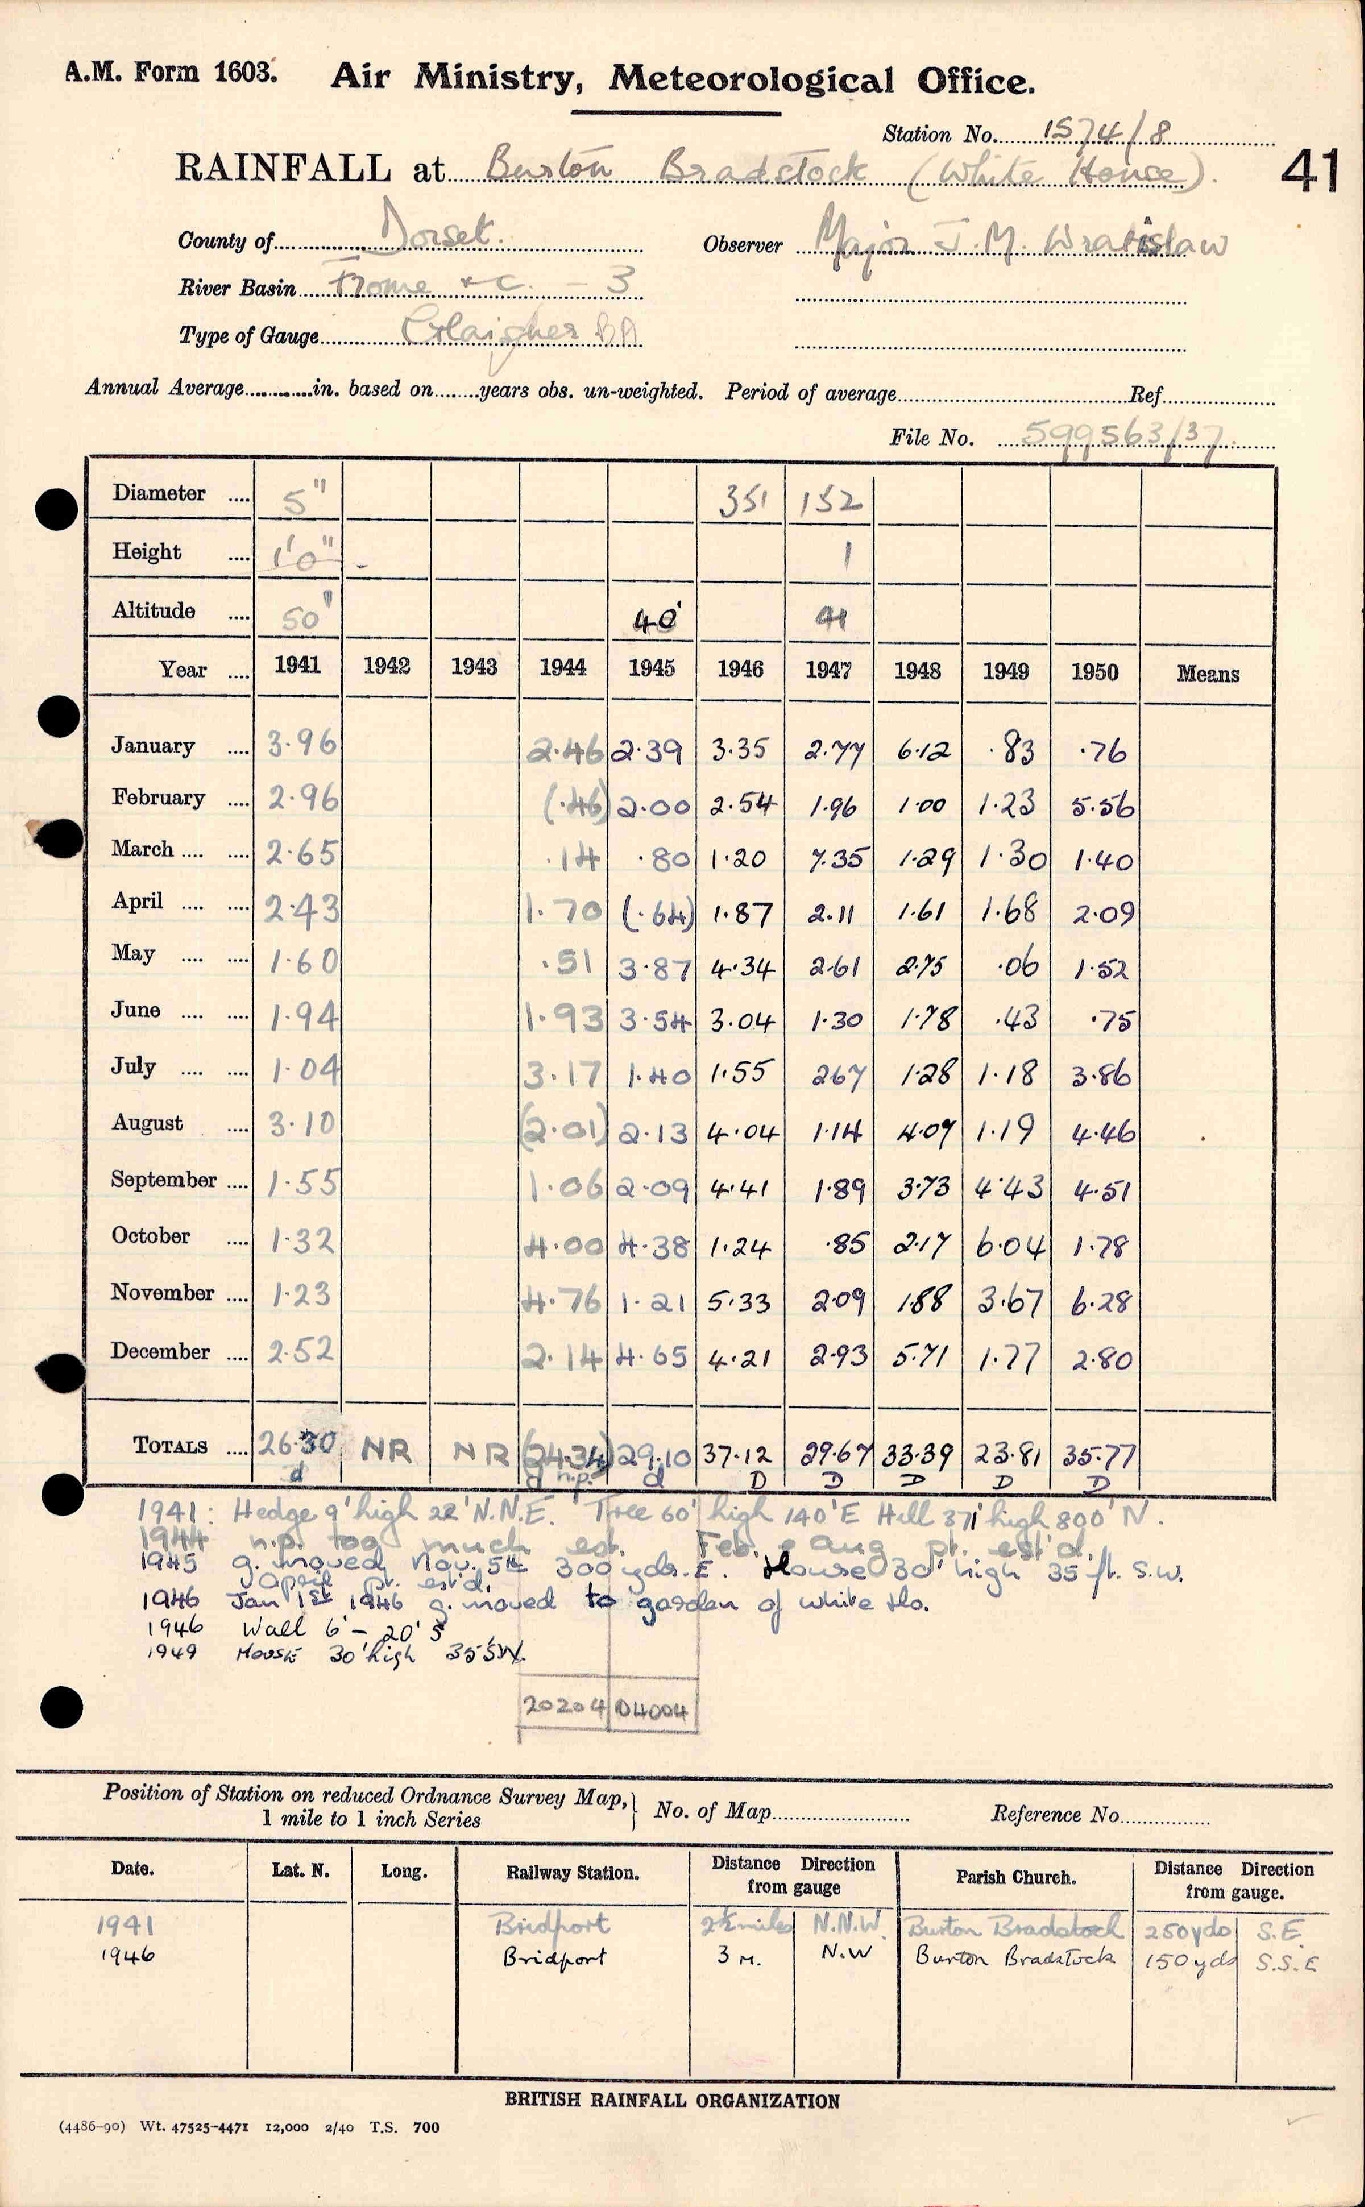 A.M. Form 1603. Air Ministry, Meteorological Office.
Station No. 1574/8
41
RAINFALL at Burton Bradstock (White House).
County of Dorset. Observer Major J.M. Wratislaw
River Basin Frome &c. - 3
Type of Gauge Glaisher BA
Annual Average in. based on years obs. un-weighted. Period of average Ref.
File No. 599563/37
Diameter .... 5" 351 152
Height .... 1'0" - 1
Altitude .... 50' 40' 41
Year .... 1941 1942 1943 1944 1945 1946 1947 1948 1949 1950 Means
January .... 3.96 2.46 2.39 3.35 2.77 6.12 .83 .76
February .... 2.96 (.46) 2.00 2.54 1.96 1.00 1.23 5.56
March .... .... 2.65 .14 .80 1.20 7.35 1.29 1.30 1.40
April .... .... 2.43 1.70 (.64) 1.87 2.11 1.61 1.68 2.09
May .... .... 1.60 .51 3.87 4.34 2.61 2.75 .06 1.52
June .... .... 1.94 1.93 3.54 3.04 1.30 1.78 .43 .75
July .... .... 1.04 3.17 1.40 1.55 2.67 1.28 1.18 3.86
August .... 3.10 (2.01) 2.13 4.04 1.14 4.07 1.19 4.46
September .... 1.55 1.06 2.09 4.41 1.89 3.73 4.43 4.51
October .... 1.32 4.00 4.38 1.24 .85 2.17 6.04 1.78
November .... 1.23 4.76 1.21 5.33 2.09 1.88 3.67 6.28
December .... 2.52 2.14 4.65 4.21 2.93 5.71 1.77 2.80
TOTALS .... 26.30 NR NR (24.34) 29.10 37.12 29.67 33.39 23.81 35.77
d d n.p. d D D D D D
1941: Hedge 9' high 22' N.N.E. Tree 60' high 140' E Hill 371' high 800' N.
1944 n.p. too much est. Feb. & Aug pt. est'd.
1945 g. moved Nov. 5th 300 yds. E. House 30' high 35 ft. S.W.
April pt. est'd.
1946 Jan 1st 1946 g. moved to garden of white Ho.
1946 Wall 6' - 20' S
1949 HOUSE 30' high 35' SW.
20204 04004
Position of Station on reduced Ordnance Survey Map, 1 mile to 1 inch Series No. of Map Reference No.
Date. Lat. N. Long. Railway Station. Distance Direction from gauge Parish Church. Distance Direction from gauge.
1941 Bridport 2½ miles N.N.W. Burton Bradstock 250 yds S.E.
1946 Bridport 3 M. N.W Burton Bradstock 150 yds S.S.E
BRITISH RAINFALL ORGANIZATION
(4486-90) Wt. 47525-4471 12,000 2/40 T.S. 700